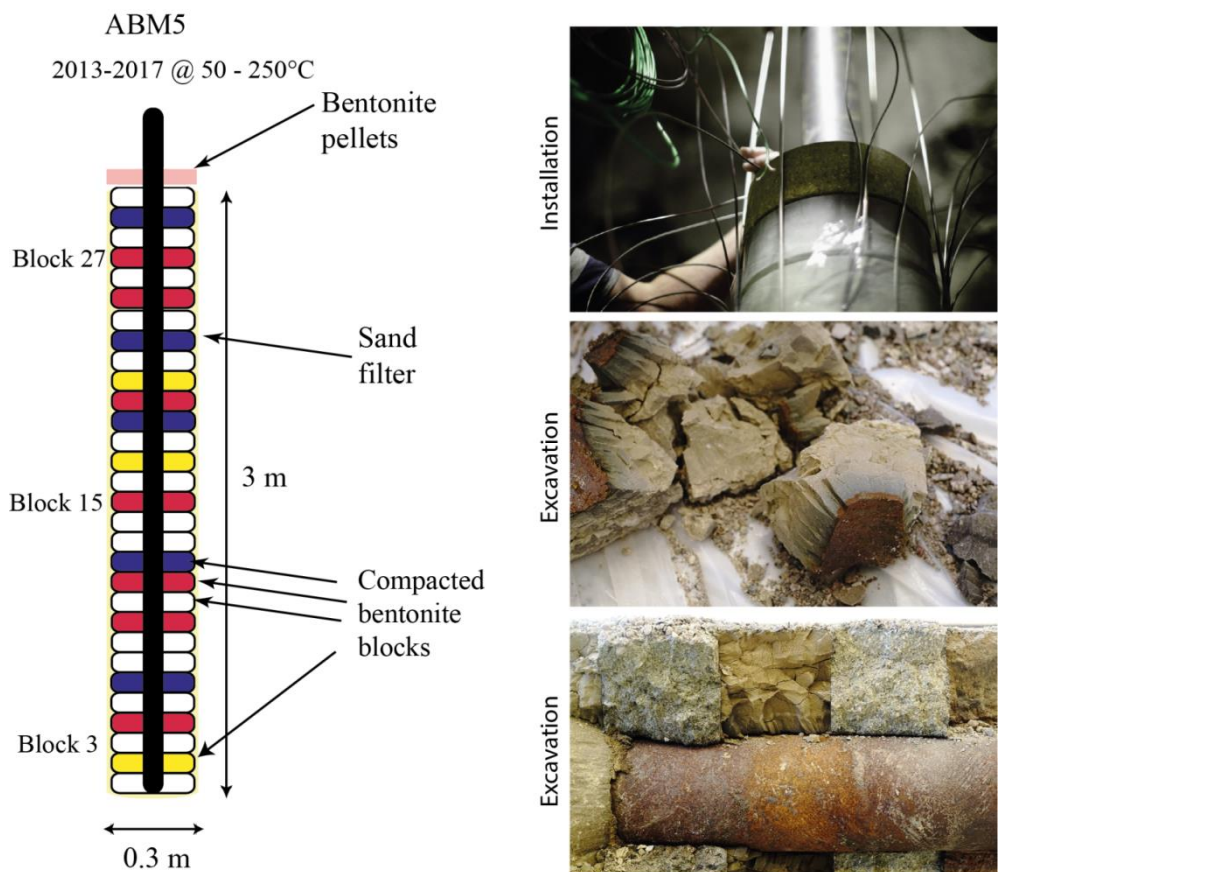 ABM5
2013-2017 @ 50 - 250°C
Bentonite
pellets
Block 27
Sand
filter
3 m
Block 15
Compacted
bentonite
blocks
Block 3
0.3 m
Installation
Excavation
Excavation